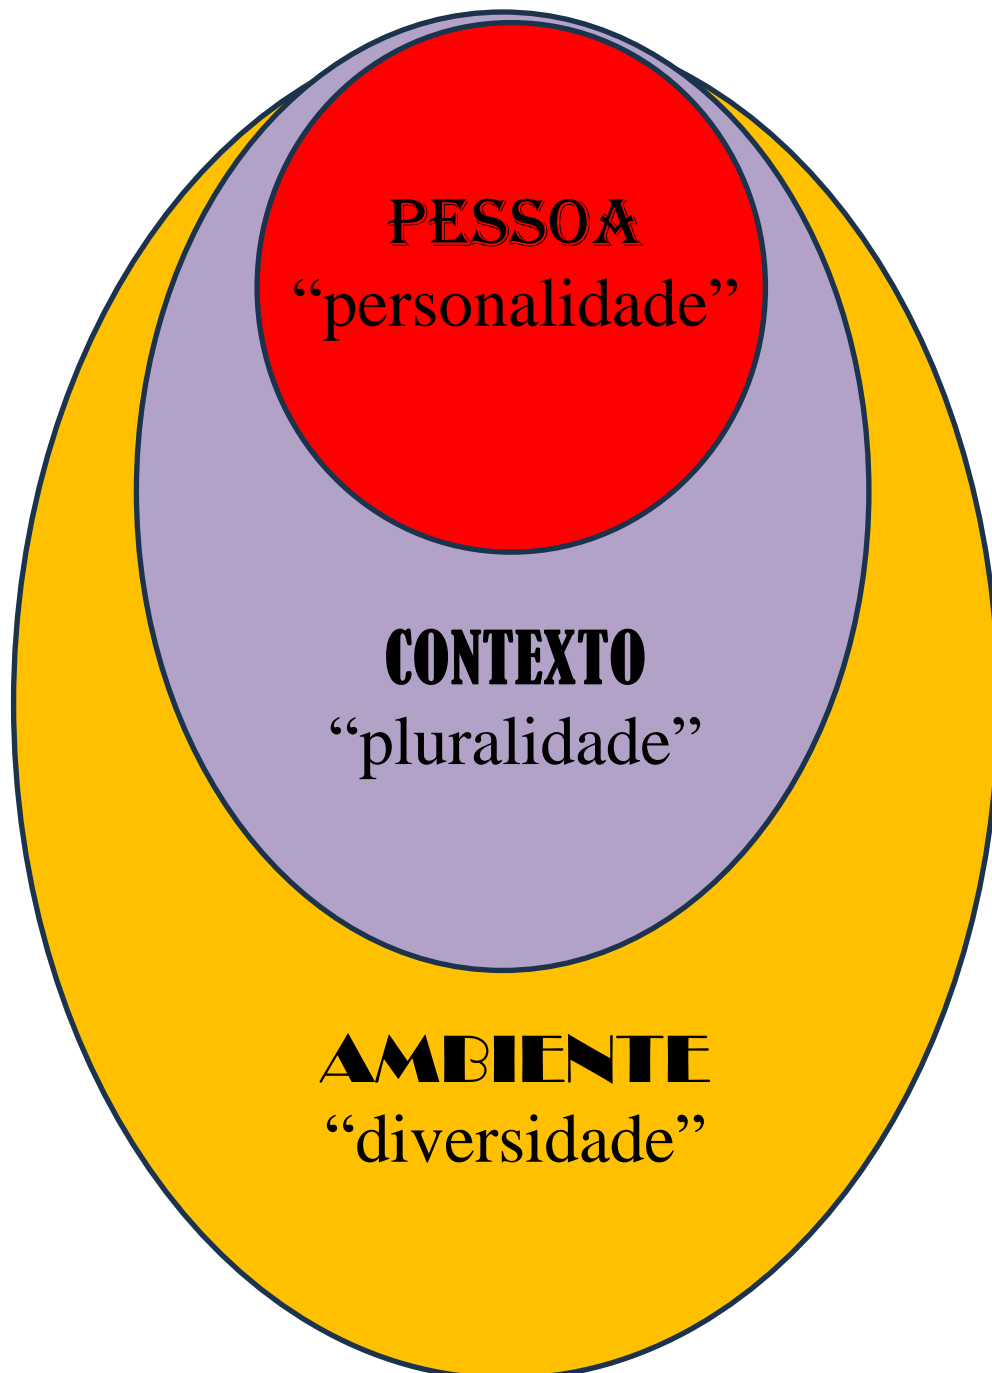 PESSOA
“personalidade”
CONTEXTO
“pluralidade”
AMBIENTE
“diversidade”